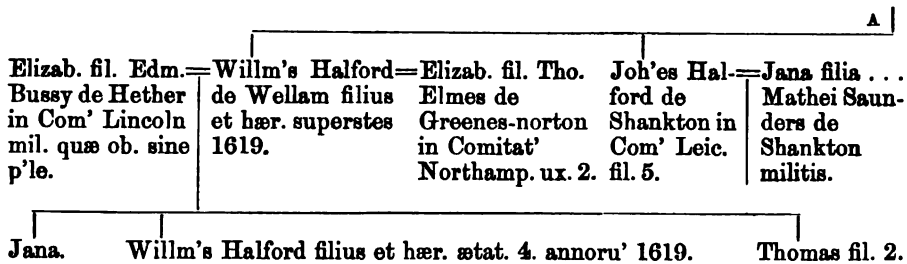 A
Elizab. fil. Edm.=Willm's Halford=Elizab. fil. Tho. Joh'es Hal-=Jana filia . . .
Bussy de Hether de Wellam filius Elmes de ford de Mathei Saun-
in Com' Lincoln et hær. superstes Greenes-norton Shankton in ders de
mil. quæ ob. sine 1619. in Comitat' Com' Leic. Shankton
p'le. Northamp. ux. 2. fil. 5. militis.
Jana. Willm's Halford filius et hær. ætat. 4. annoru' 1619. Thomas fil. 2.